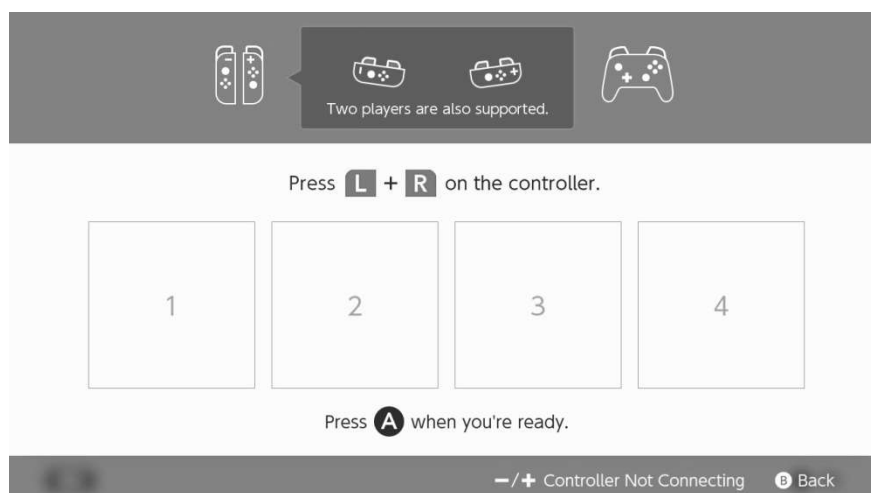 Two players are also supported.
Press L + R on the controller.
1 2 3 4
Press A when you're ready.
−/+ Controller Not Connecting B Back